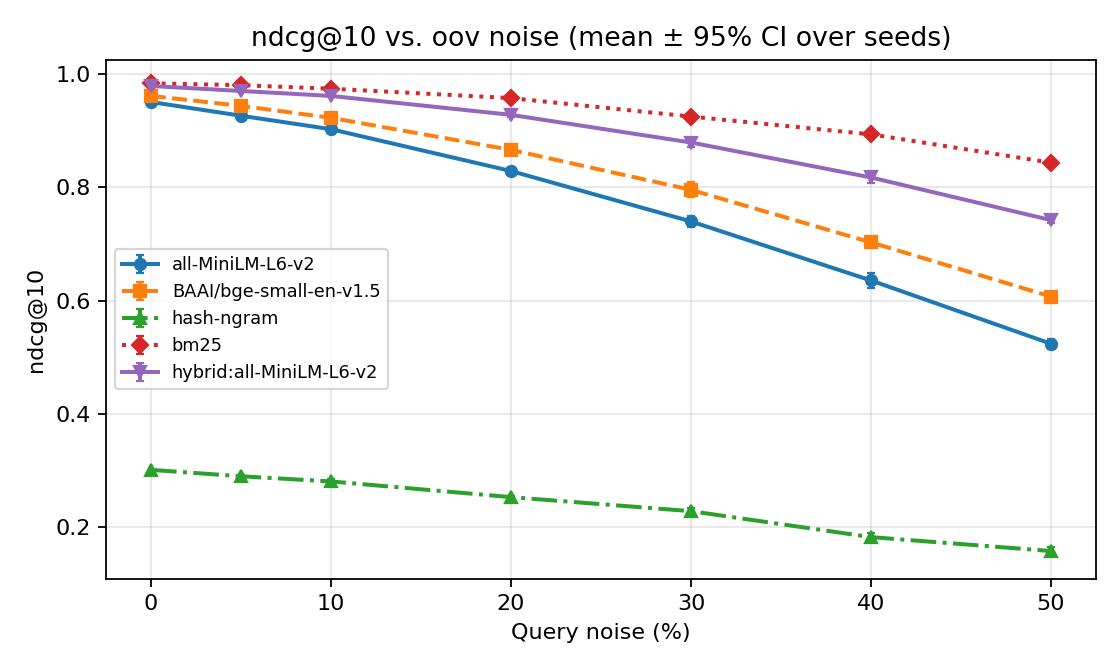 ndcg@10 vs. oov noise (mean ± 95% CI over seeds)
ndcg@10
1.0
0.8
0.6
0.4
0.2
all-MiniLM-L6-v2
BAAI/bge-small-en-v1.5
hash-ngram
bm25
hybrid:all-MiniLM-L6-v2
0 10 20 30 40 50
Query noise (%)